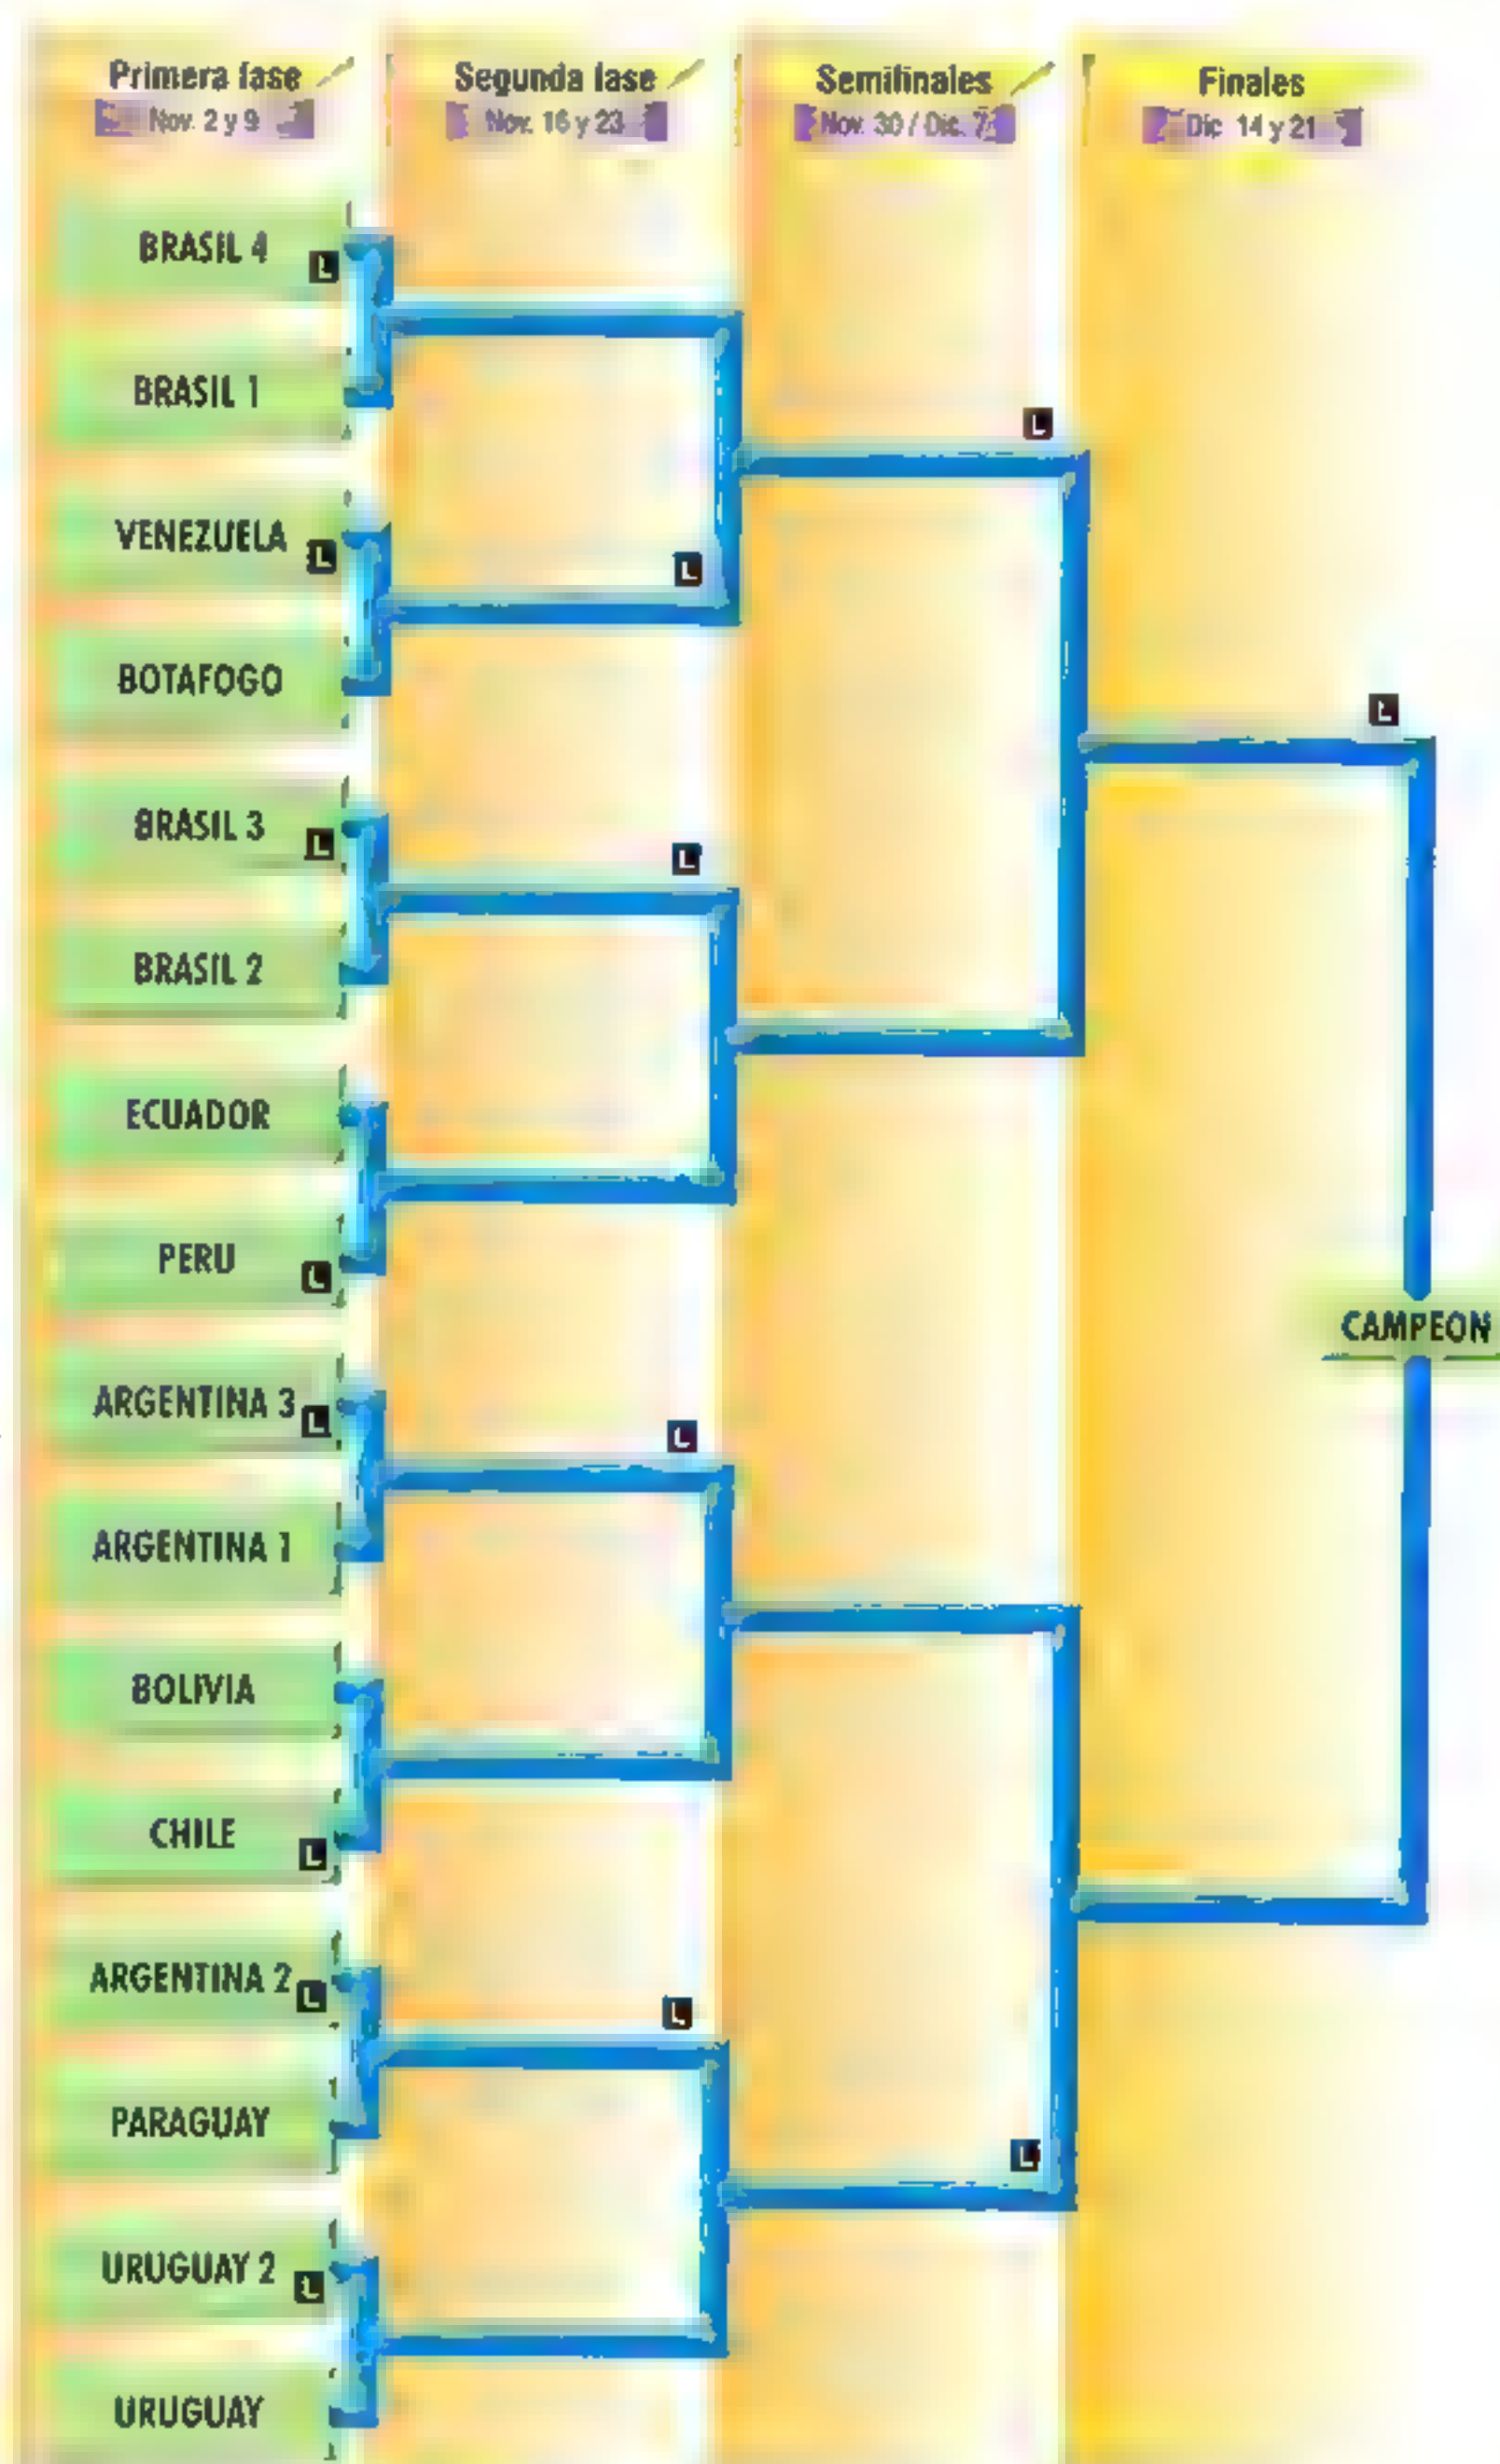 Primera fase
Nov. 2 y 9
Segunda fase
Nov. 16 y 23
Semifinales
Nov. 30 / Dic. 7
Finales
Dic 14 y 21
BRASIL 4
L
BRASIL 1
L
VENEZUELA
L
L
BOTAFOGO
L
BRASIL 3
L
L
BRASIL 2
ECUADOR
PERU
L
CAMPEON
ARGENTINA 3
L
L
ARGENTINA 1
BOLIVIA
CHILE
L
ARGENTINA 2
L
L
PARAGUAY
L
URUGUAY 2
L
URUGUAY